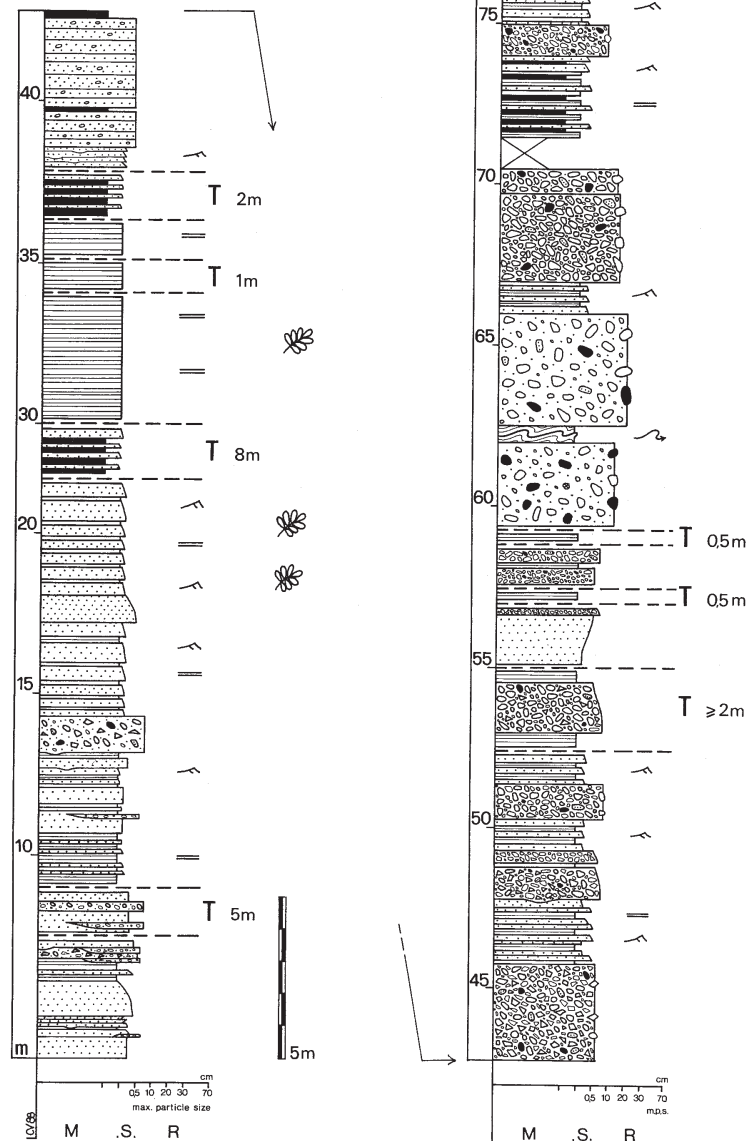 40
T 2m
35
T 1m
30
T 8m
20
15
10
T 5m
m
5m
cm
0,5 10 20 30 70
max. particle size
M .S. R
LCV88
75
70
65
60
T 0,5m
T 0,5m
55
T ⩾2m
50
45
cm
0,5 10 20 30 70
m.p.s.
M .S. R